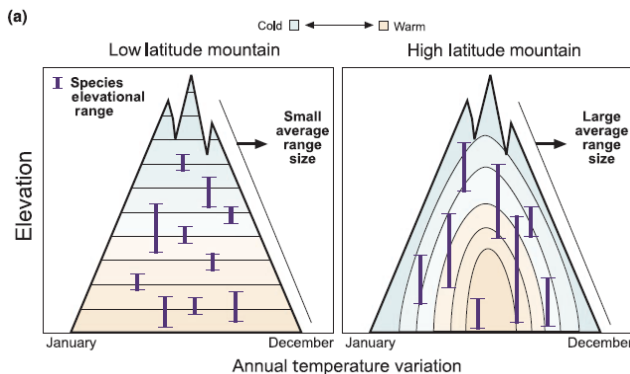 (a)
Cold Warm
Low latitude mountain
High latitude mountain
Species
elevational
range
Small
average
range
size
Large
average
range
size
Elevation
January December
January December
Annual temperature variation